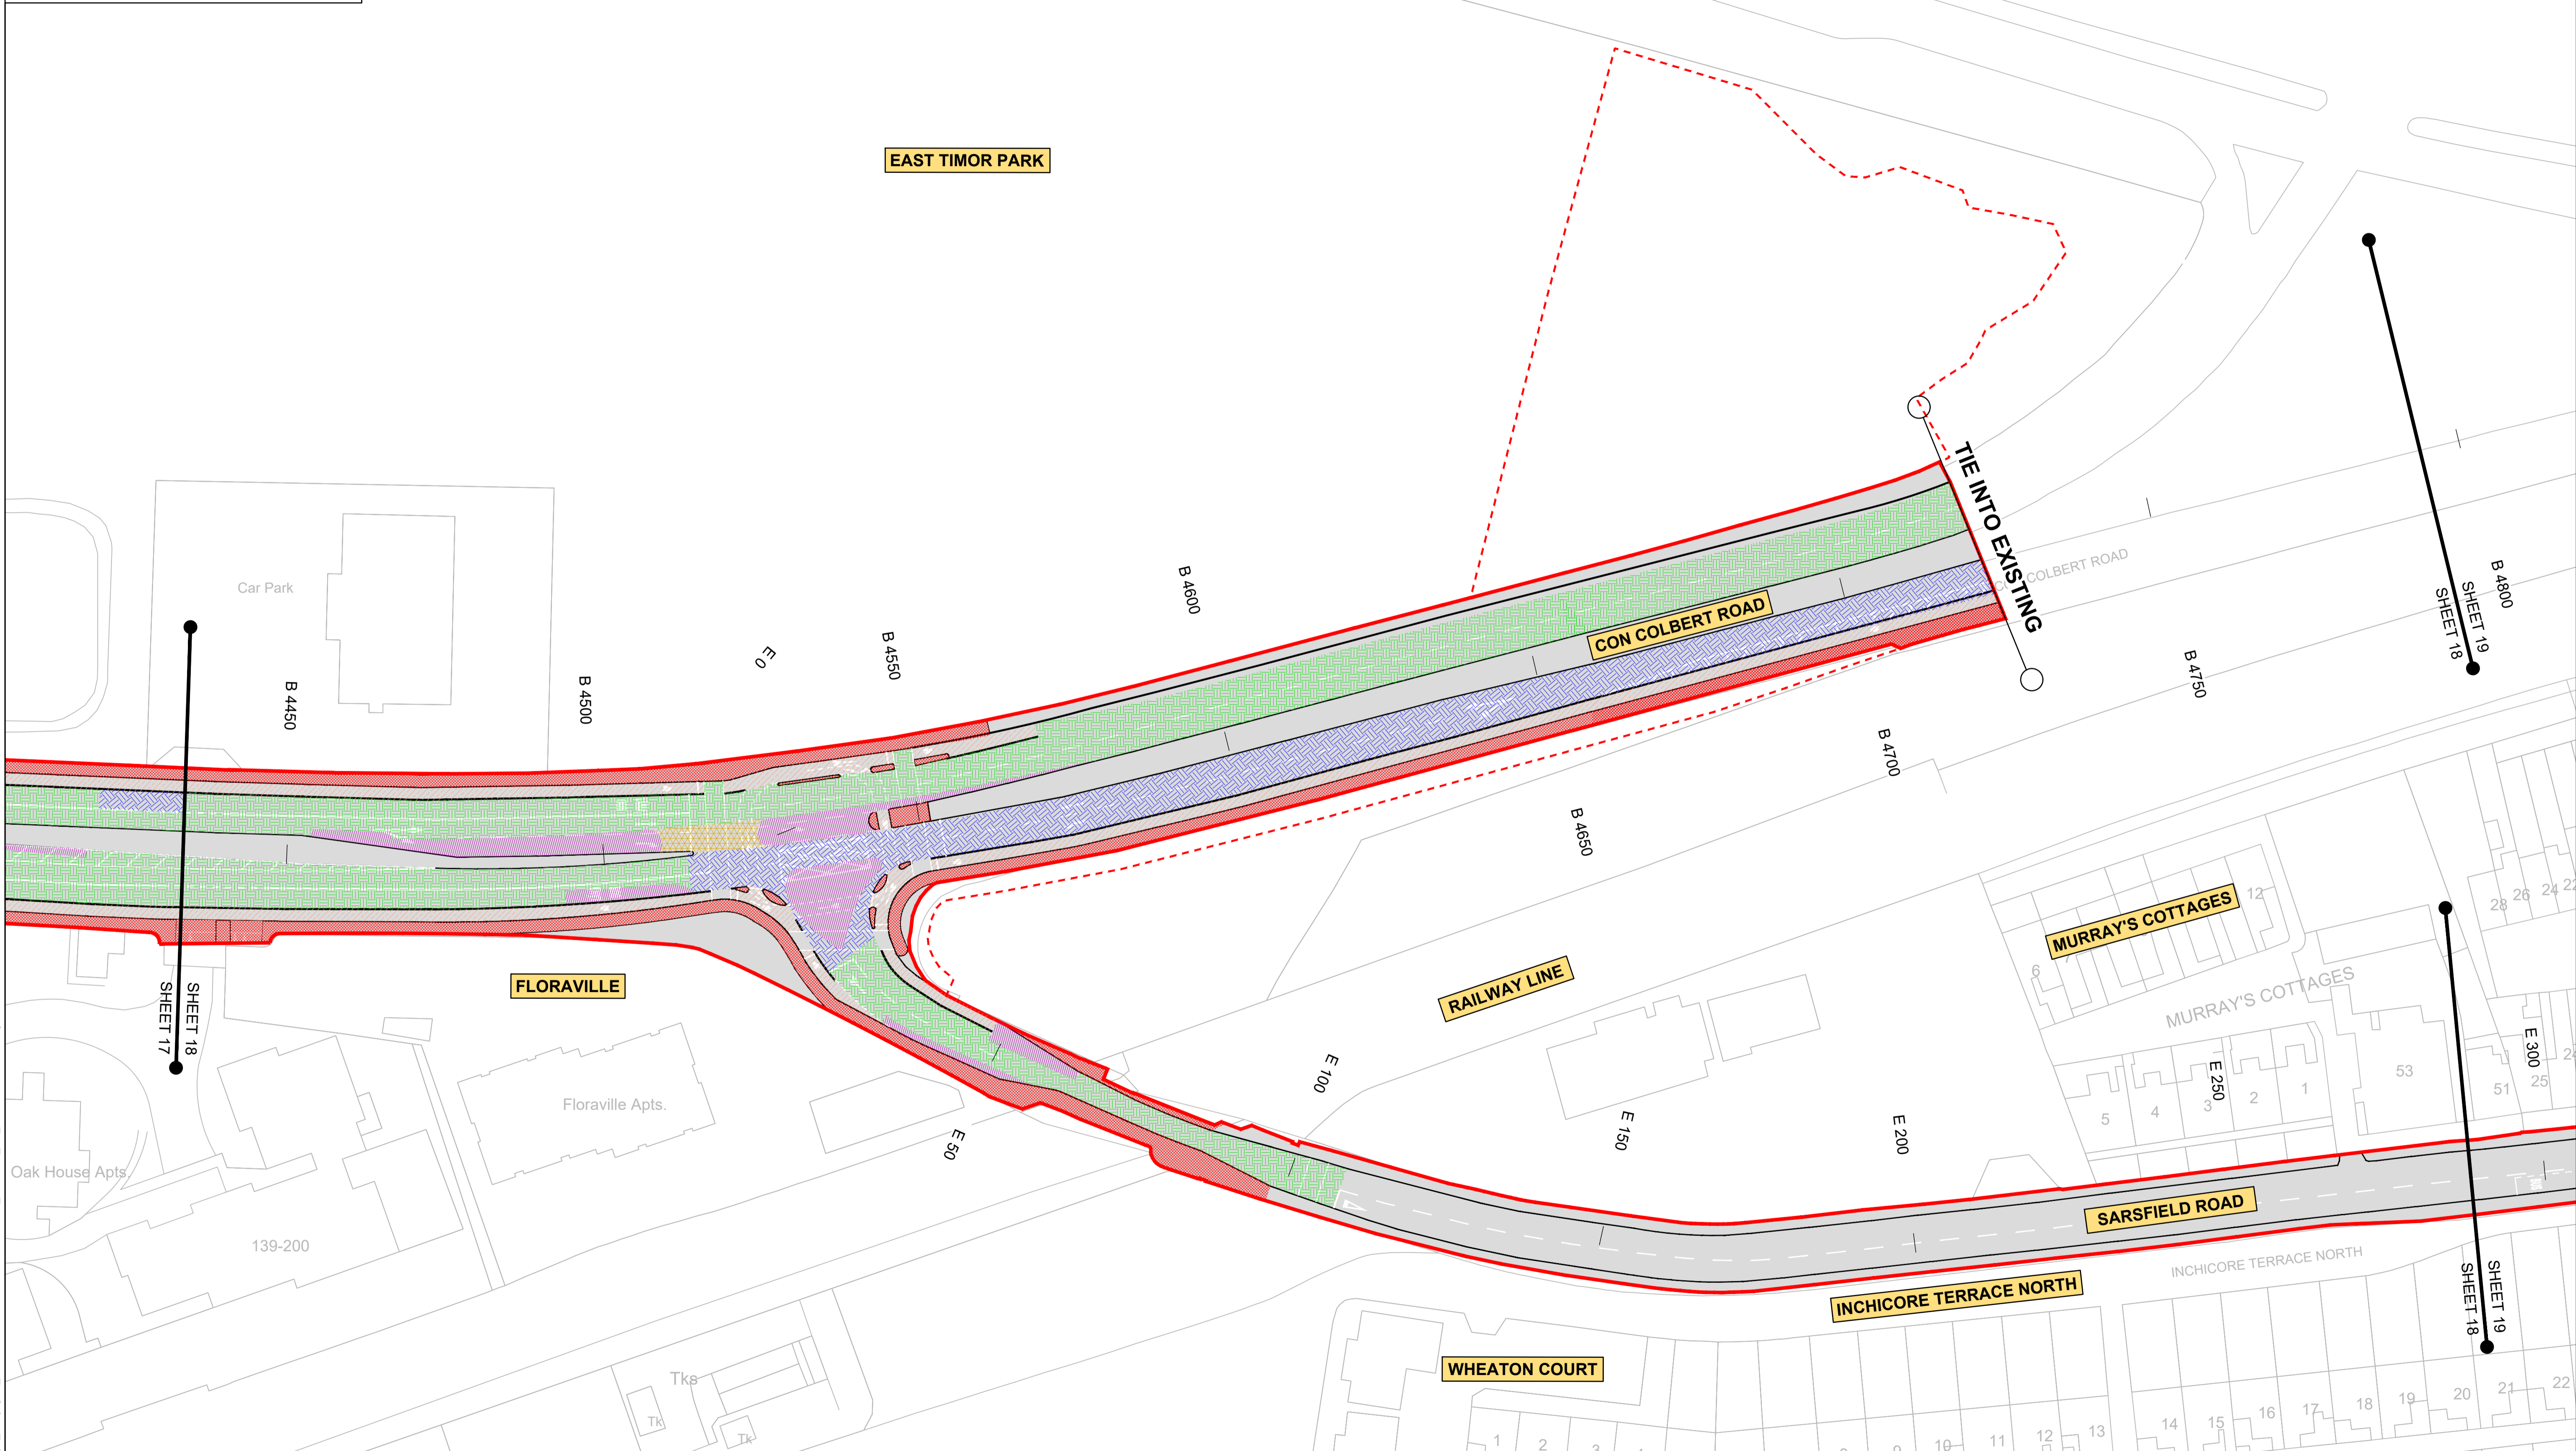 EAST TIMOR PARK
TIE INTO EXISTING
CON COLBERT ROAD
COLBERT ROAD
Car Park
B 4450
B 4500
E 0
B 4550
B 4600
B 4650
B 4700
B 4750
B 4800
SHEET 19
SHEET 18
SHEET 18
SHEET 17
FLORAVILLE
Floraville Apts.
Oak House Apts.
139-200
RAILWAY LINE
MURRAY'S COTTAGES
MURRAY'S COTTAGES
12
6
28
26
24
22
5
4
3
2
1
53
51
25
24
E 50
E 100
E 150
E 200
E 250
E 300
SARSFIELD ROAD
INCHICORE TERRACE NORTH
INCHICORE TERRACE NORTH
SHEET 19
SHEET 18
WHEATON COURT
Tks
Tk
Tk
1
2
3
10
11
12
13
14
15
16
17
18
19
20
21
22